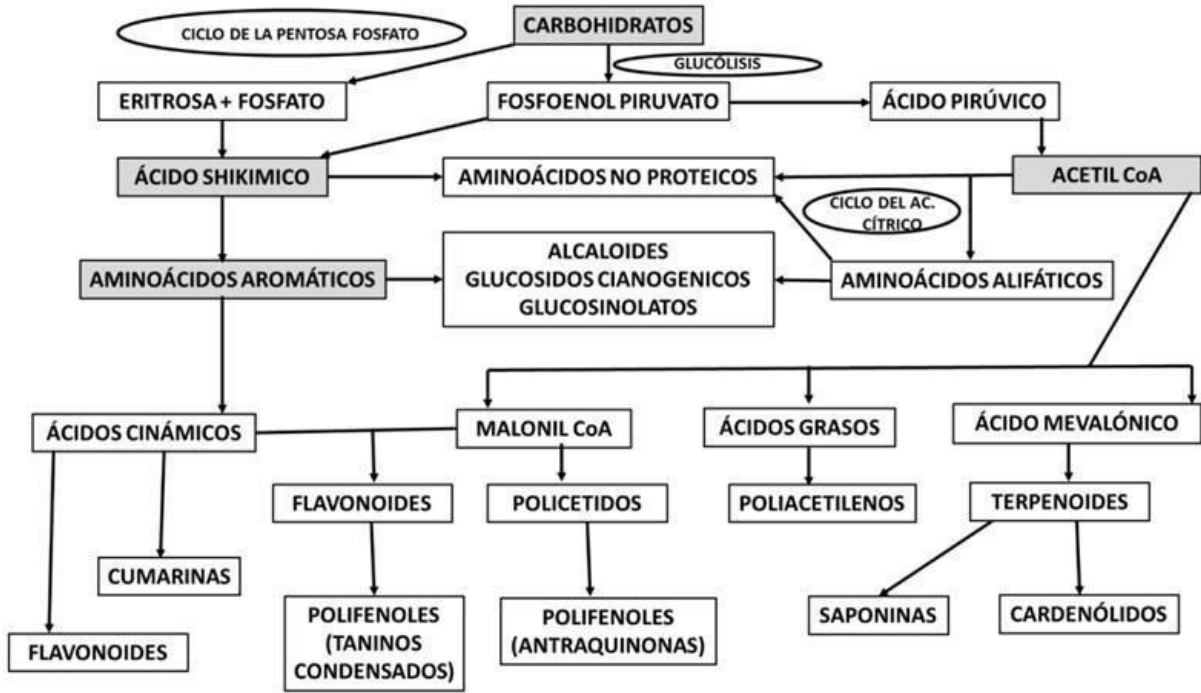 CICLO DE LA PENTOSA FOSFATO
CARBOHIDRATOS
GLUCÓLISIS
ERITROSA + FOSFATO
FOSFOENOL PIRUVATO
ÁCIDO PIRÚVICO
ÁCIDO SHIKIMICO
AMINOÁCIDOS NO PROTEICOS
ACETIL CoA
CICLO DEL AC.
CÍTRICO
AMINOÁCIDOS AROMÁTICOS
ALCALOIDES
GLUCOSIDOS CIANOGENICOS
GLUCOSINOLATOS
AMINOÁCIDOS ALIFÁTICOS
ÁCIDOS CINÁMICOS
MALONIL CoA
ÁCIDOS GRASOS
ÁCIDO MEVALÓNICO
FLAVONOIDES
POLICETIDOS
POLIACETILENOS
TERPENOIDES
CUMARINAS
POLIFENOLES
(TANINOS
CONDENSADOS)
POLIFENOLES
(ANTRAQUINONAS)
SAPONINAS
CARDENÓLIDOS
FLAVONOIDES